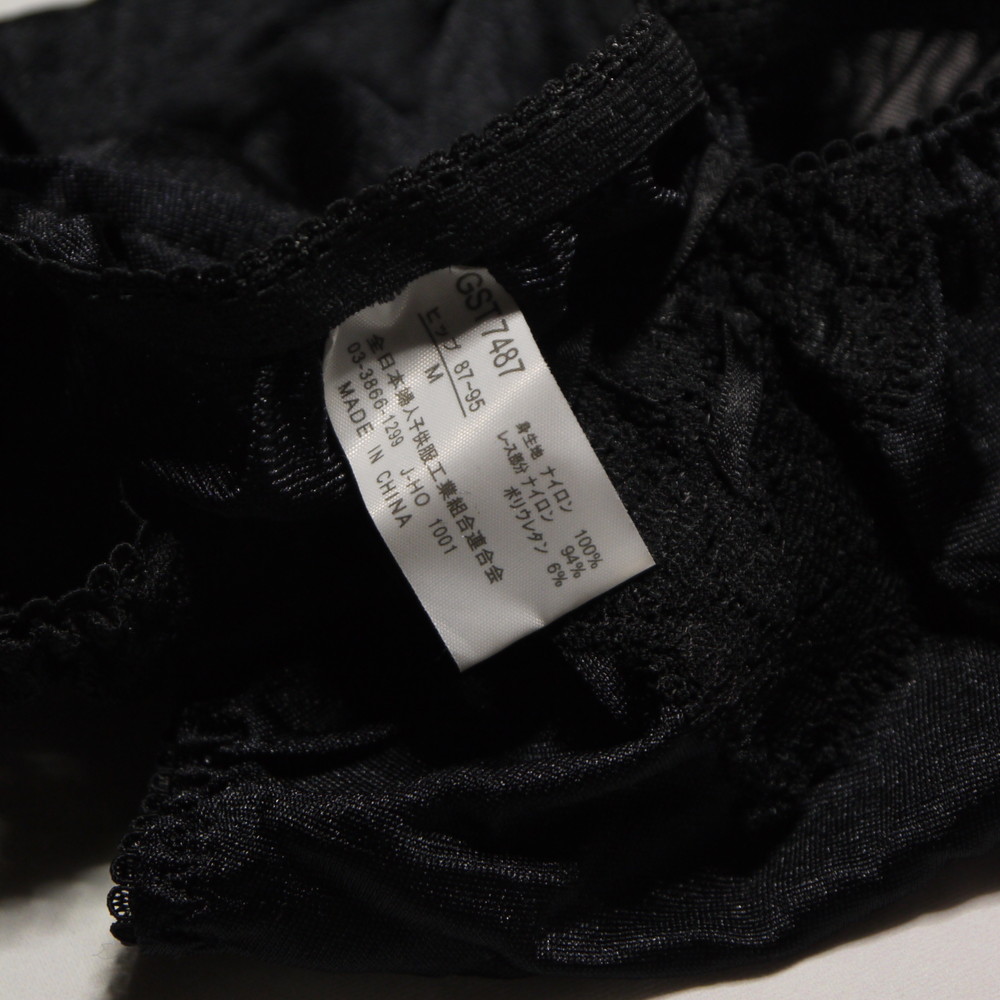 GST7487
ヒップ 87-95
M
身生地 ナイロン 100%
レース部分 ナイロン 94%
ポリウレタン 6%
全日本婦人子供服工業組合連合会
03-3866-1299 J-HO 1001
MADE IN CHINA